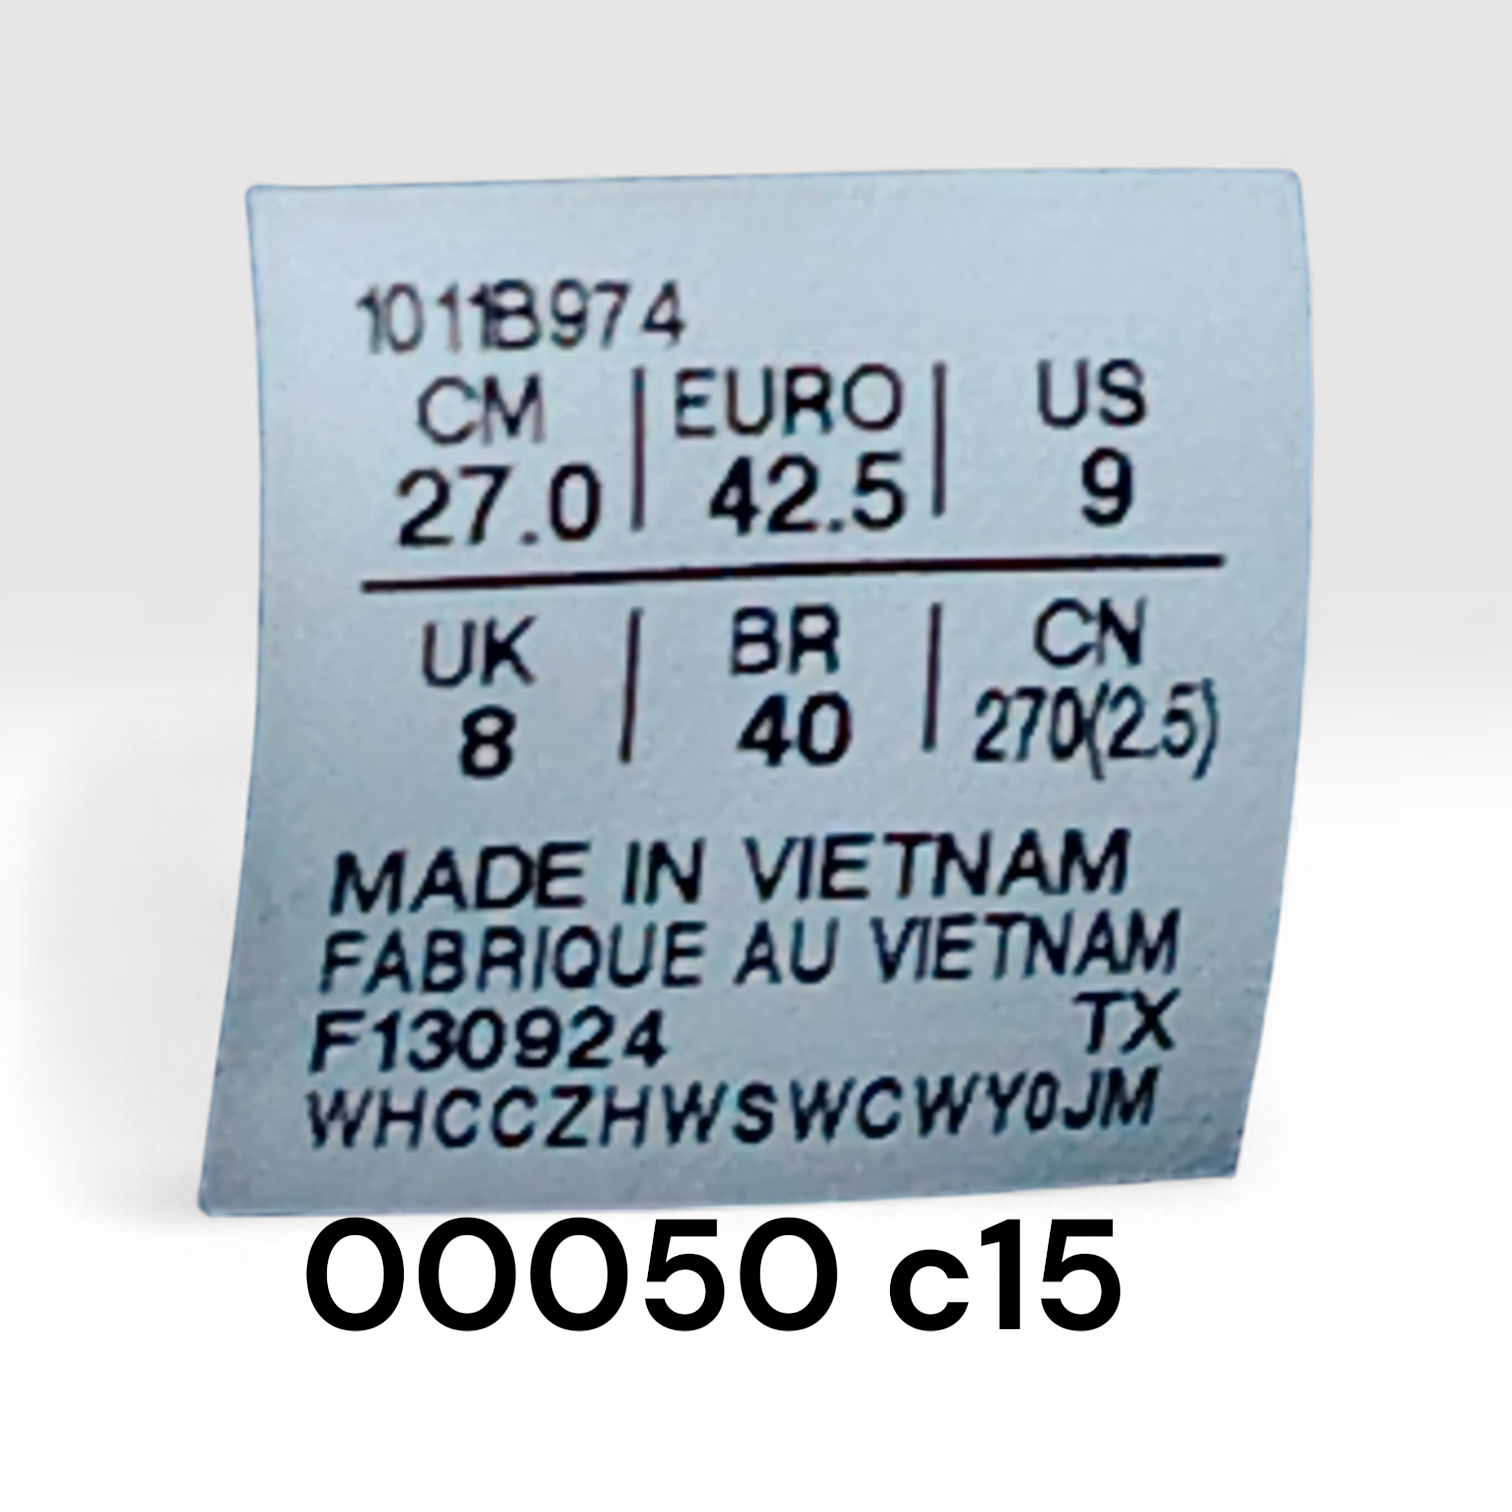 1011B974
CM | EURO | US
27.0 | 42.5 | 9
UK | BR | CN
8 | 40 | 270(2.5)
MADE IN VIETNAM
FABRIQUE AU VIETNAM
F130924 TX
WHCCZHWSWCWY0JM
00050 c15